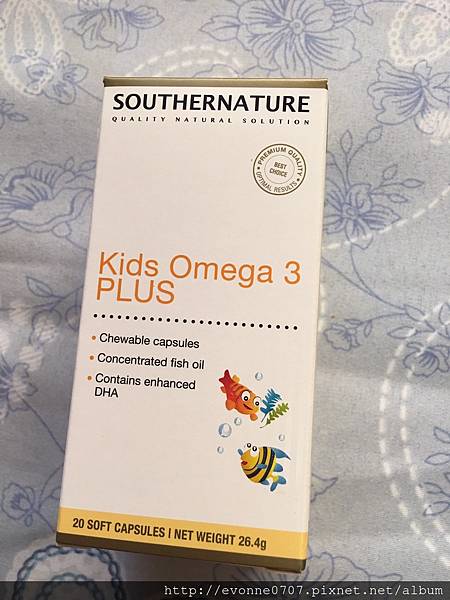 SOUTHERNATURE
QUALITY NATURAL SOLUTION
PREMIUM QUALITY
BEST
CHOICE
OPTIMAL RESULTS
Kids Omega 3
PLUS
• Chewable capsules
• Concentrated fish oil
• Contains enhanced
DHA
20 SOFT CAPSULES | NET WEIGHT 26.4g
http://evonne0707.pixnet.net/album